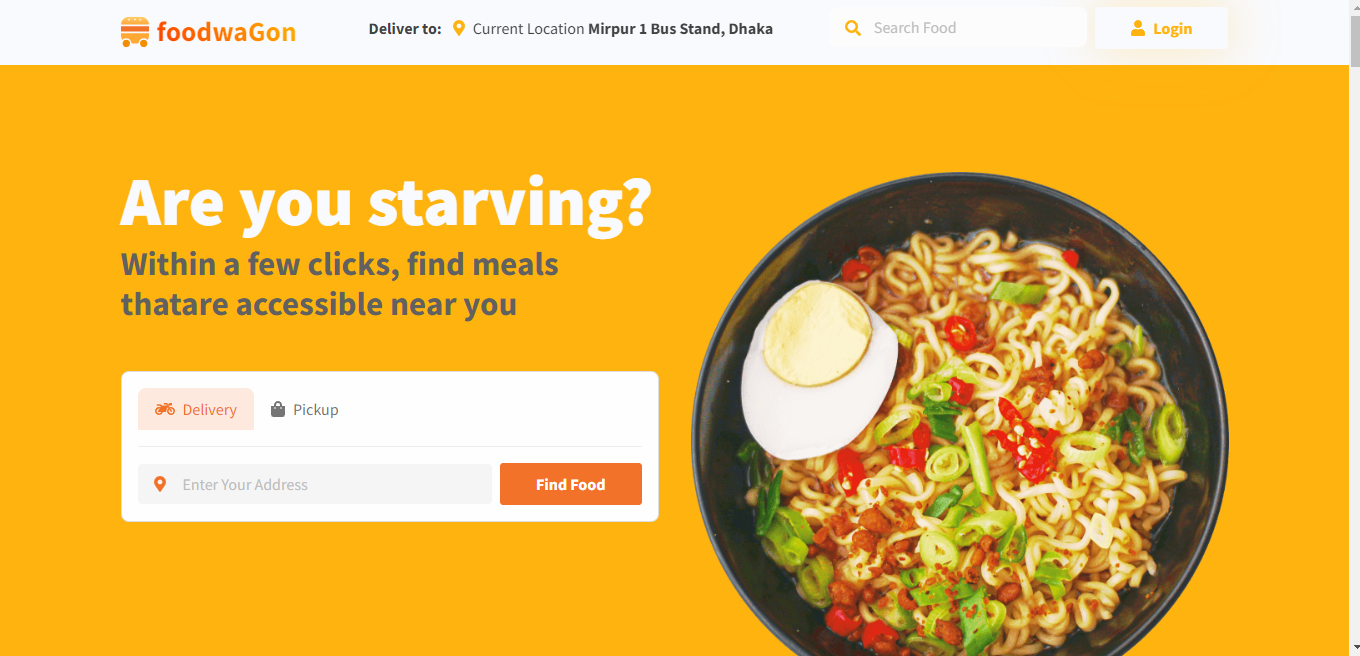 foodwaGon
Deliver to: Current Location Mirpur 1 Bus Stand, Dhaka
Search Food
Login
Are you starving?
Within a few clicks, find meals
thatare accessible near you
Delivery
Pickup
Enter Your Address
Find Food